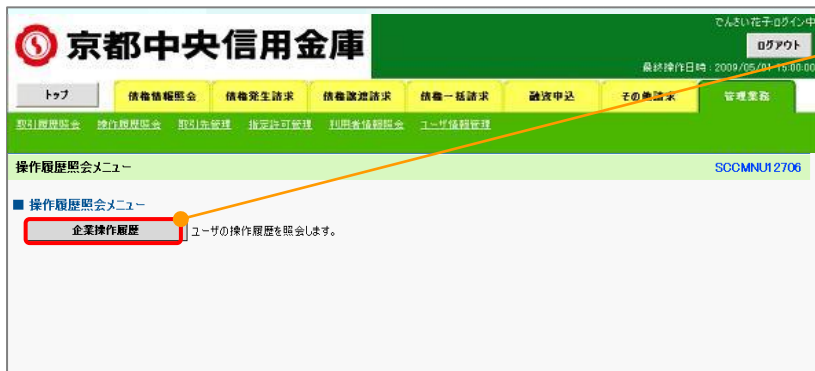 でんさい花子ログイン中
京都中央信用金庫
ログアウト
最終操作日時：2009/05/01 15:00:00
トップ 債権情報照会 債権発生請求 債権譲渡請求 債権一括請求 融資申込 その他請求 管理業務
取引履歴照会 操作履歴照会 取引先管理 指定許可管理 利用者情報照会 ユーザ情報管理
操作履歴照会メニュー SCCMNU12706
■ 操作履歴照会メニュー
企業操作履歴 ユーザの操作履歴を照会します。